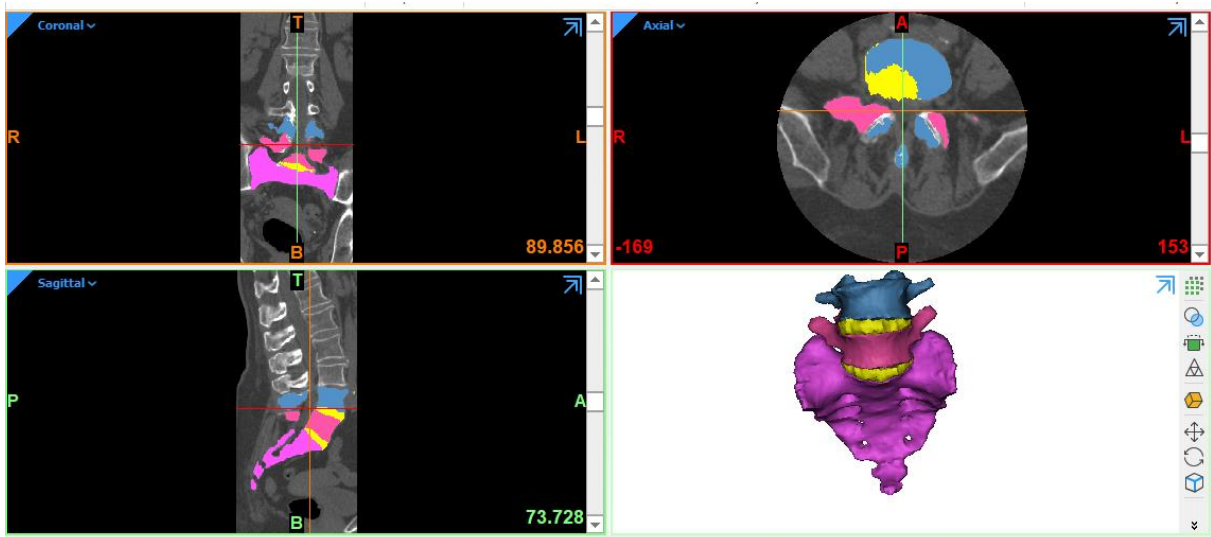 Coronal
T
R
L
B
89.856
Axial
A
R
L
-169
P
153
Sagittal
T
P
A
B
73.728